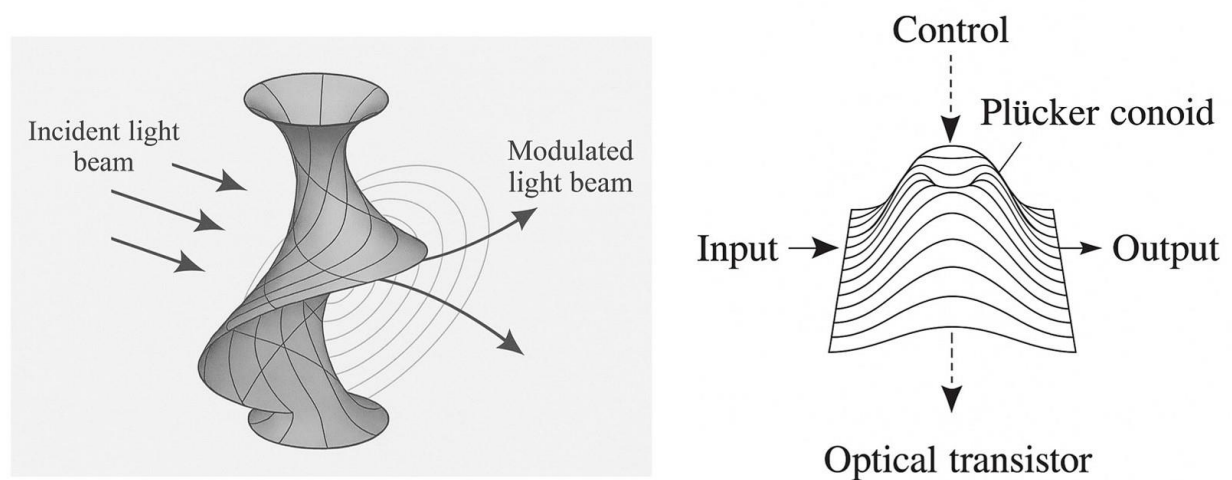 Incident light
beam
Modulated
light beam
Control
Plücker conoid
Input
Output
Optical transistor